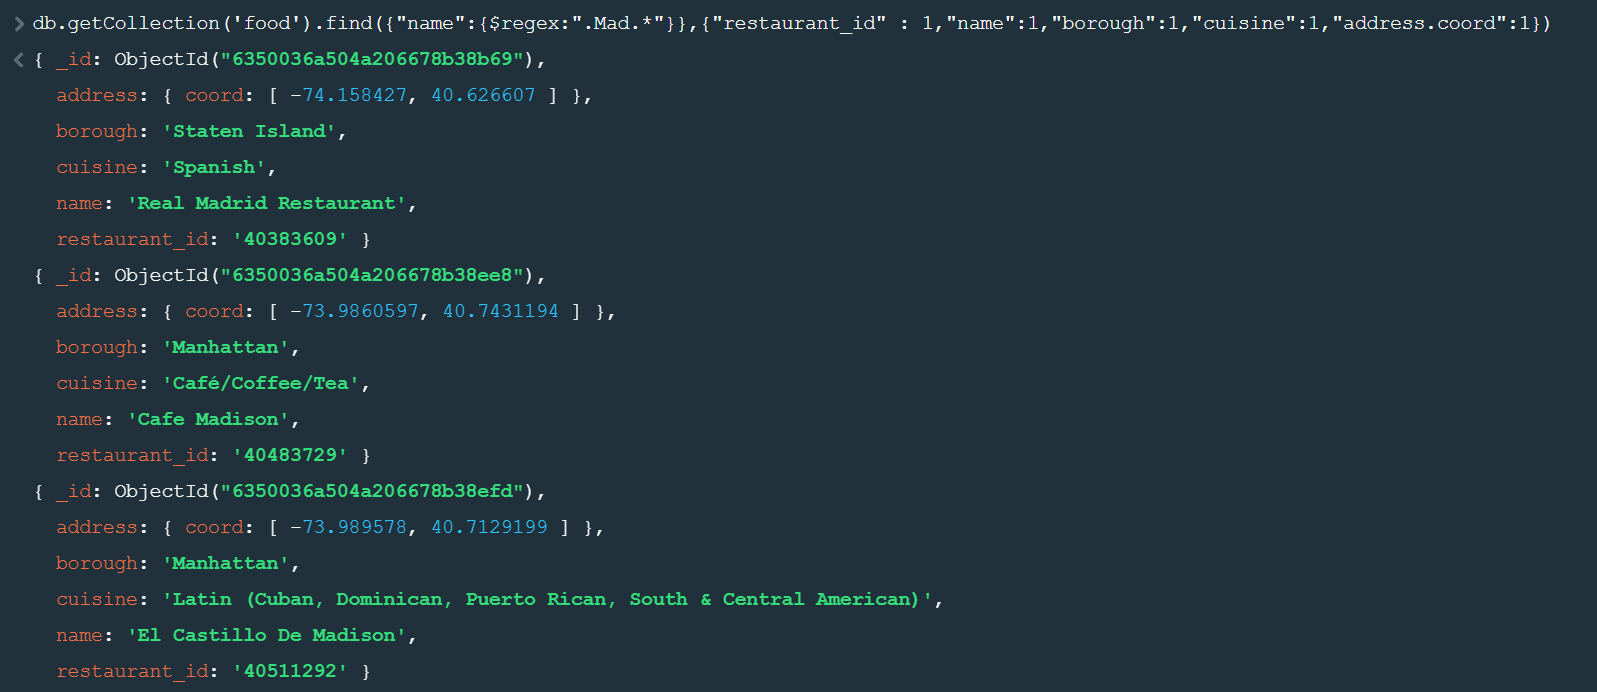 > db.getCollection('food').find({"name":{$regex:".Mad.*"}},{"restaurant_id" : 1,"name":1,"borough":1,"cuisine":1,"address.coord":1})
< { _id: ObjectId("6350036a504a206678b38b69"),
address: { coord: [ -74.158427, 40.626607 ] },
borough: 'Staten Island',
cuisine: 'Spanish',
name: 'Real Madrid Restaurant',
restaurant_id: '40383609' }
{ _id: ObjectId("6350036a504a206678b38ee8"),
address: { coord: [ -73.9860597, 40.7431194 ] },
borough: 'Manhattan',
cuisine: 'Café/Coffee/Tea',
name: 'Cafe Madison',
restaurant_id: '40483729' }
{ _id: ObjectId("6350036a504a206678b38efd"),
address: { coord: [ -73.989578, 40.7129199 ] },
borough: 'Manhattan',
cuisine: 'Latin (Cuban, Dominican, Puerto Rican, South & Central American)',
name: 'El Castillo De Madison',
restaurant_id: '40511292' }